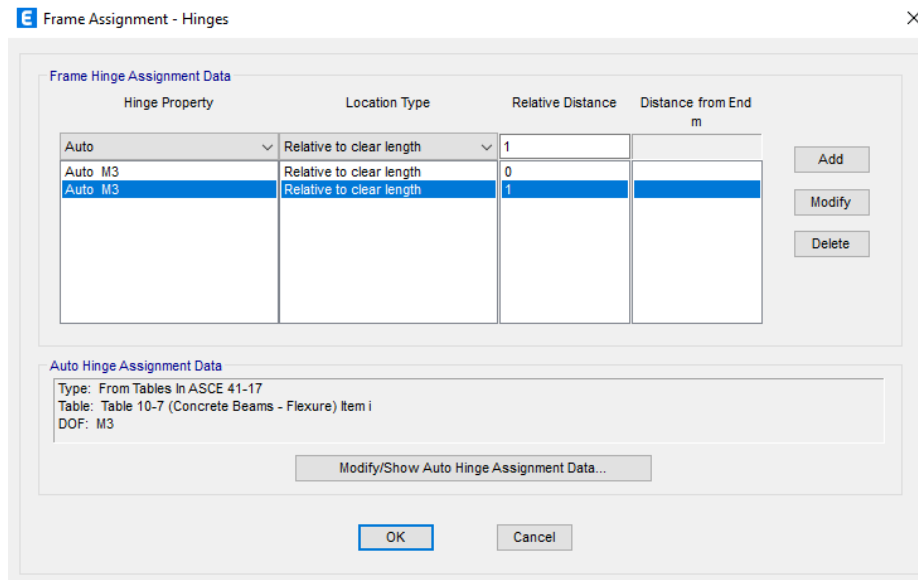 E Frame Assignment - Hinges
Frame Hinge Assignment Data
Hinge Property Location Type Relative Distance Distance from End
m
Auto Relative to clear length 1
Auto M3 Relative to clear length 0
Auto M3 Relative to clear length 1
Add
Modify
Delete
Auto Hinge Assignment Data
Type: From Tables In ASCE 41-17
Table: Table 10-7 (Concrete Beams - Flexure) Item i
DOF: M3
Modify/Show Auto Hinge Assignment Data...
OK Cancel